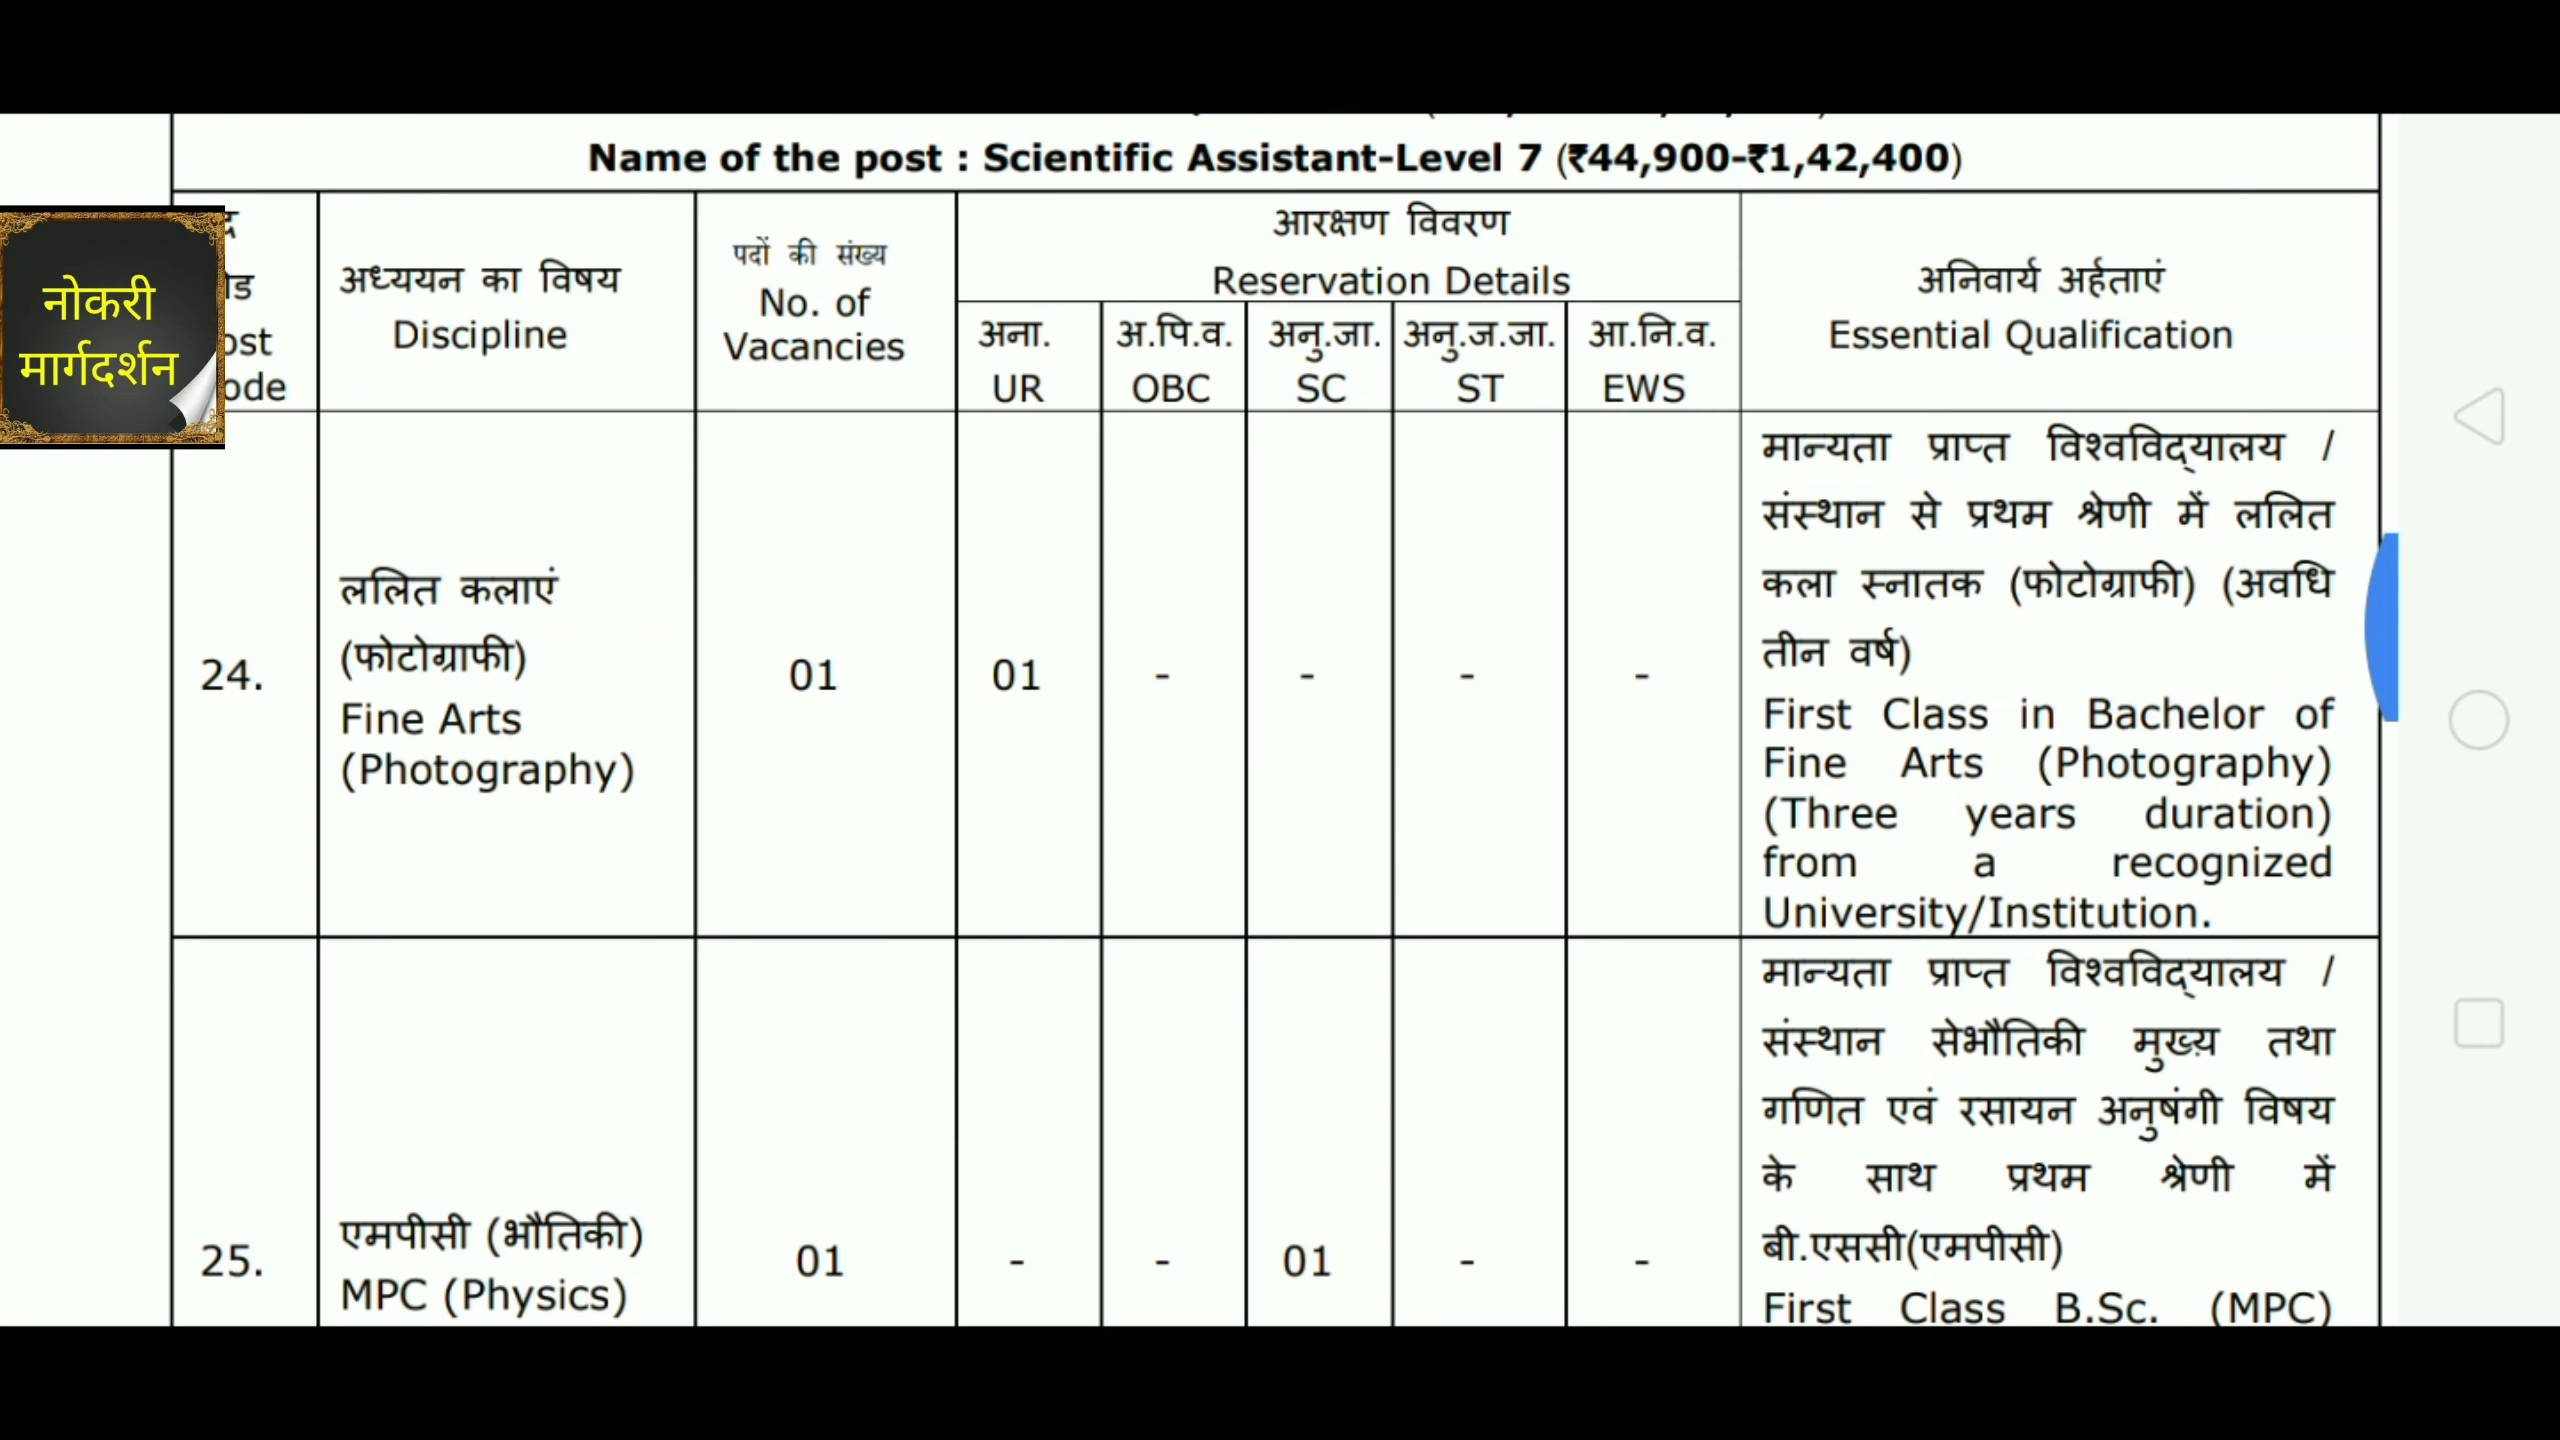 Name of the post : Scientific Assistant-Level 7 (₹44,900-₹1,42,400)
नोकरी
मार्गदर्शन
अध्ययन का विषय
Discipline
पदों की संख्य
No. of
Vacancies
आरक्षण विवरण
Reservation Details
अना.
UR
अ.पि.व.
OBC
अनु.जा.
SC
अनु.ज.जा.
ST
आ.नि.व.
EWS
अनिवार्य अर्हताएं
Essential Qualification
24.
ललित कलाएं
(फोटोग्राफी)
Fine Arts
(Photography)
01
01
-
-
-
-
मान्यता प्राप्त विश्वविद्यालय /
संस्थान से प्रथम श्रेणी में ललित
कला स्नातक (फोटोग्राफी) (अवधि
तीन वर्ष)
First Class in Bachelor of
Fine Arts (Photography)
(Three years duration)
from a recognized
University/Institution.
25.
एमपीसी (भौतिकी)
MPC (Physics)
01
-
-
01
-
-
मान्यता प्राप्त विश्वविद्यालय /
संस्थान सेभौतिकी मुख्य़ तथा
गणित एवं रसायन अनुषंगी विषय
के साथ प्रथम श्रेणी में
बी.एससी(एमपीसी)
First Class B.Sc. (MPC)